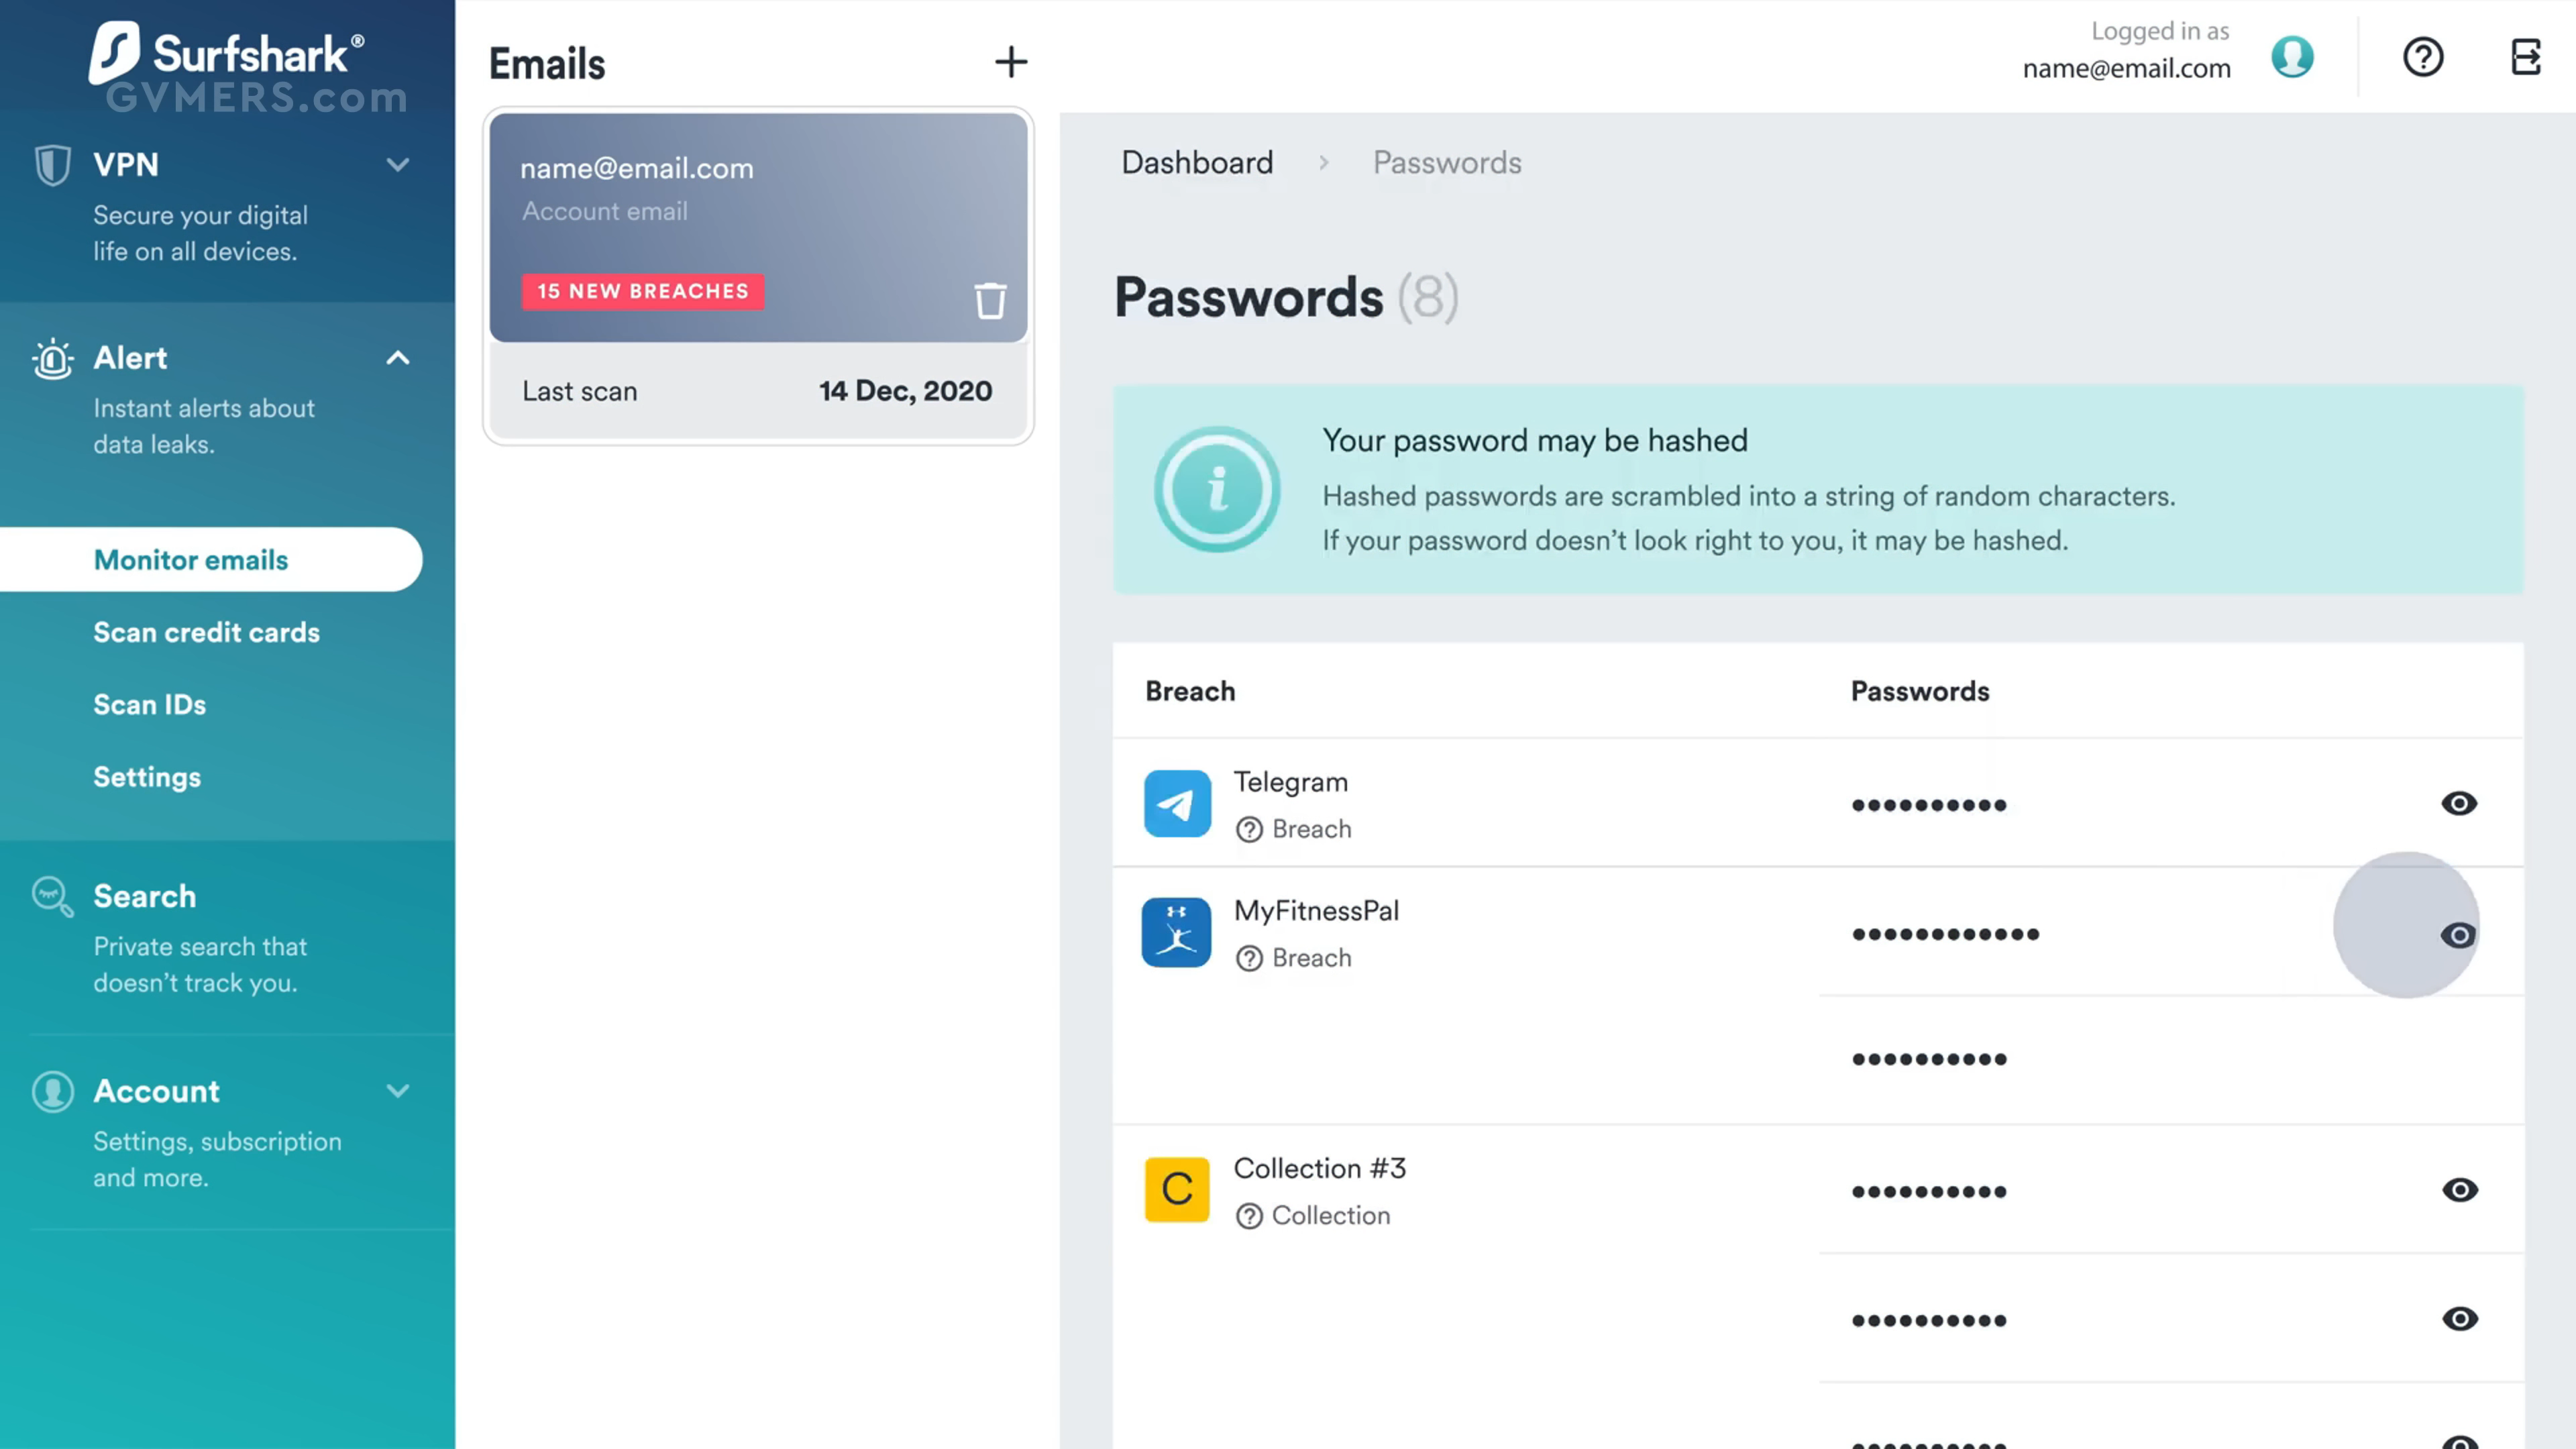 Surfshark®
GVMERS.com
VPN
Secure your digital
life on all devices.
Alert
Instant alerts about
data leaks.
Monitor emails
Scan credit cards
Scan IDs
Settings
Search
Private search that
doesn't track you.
Account
Settings, subscription
and more.
Emails +
name@email.com
Account email
15 NEW BREACHES
Last scan 14 Dec, 2020
Logged in as
name@email.com
Dashboard > Passwords
Passwords (8)
Your password may be hashed
Hashed passwords are scrambled into a string of random characters.
If your password doesn't look right to you, it may be hashed.
Breach Passwords
Telegram
Breach
••••••••••
MyFitnessPal
Breach
••••••••••••
••••••••••
C
Collection #3
Collection
••••••••••
••••••••••
••••••••••